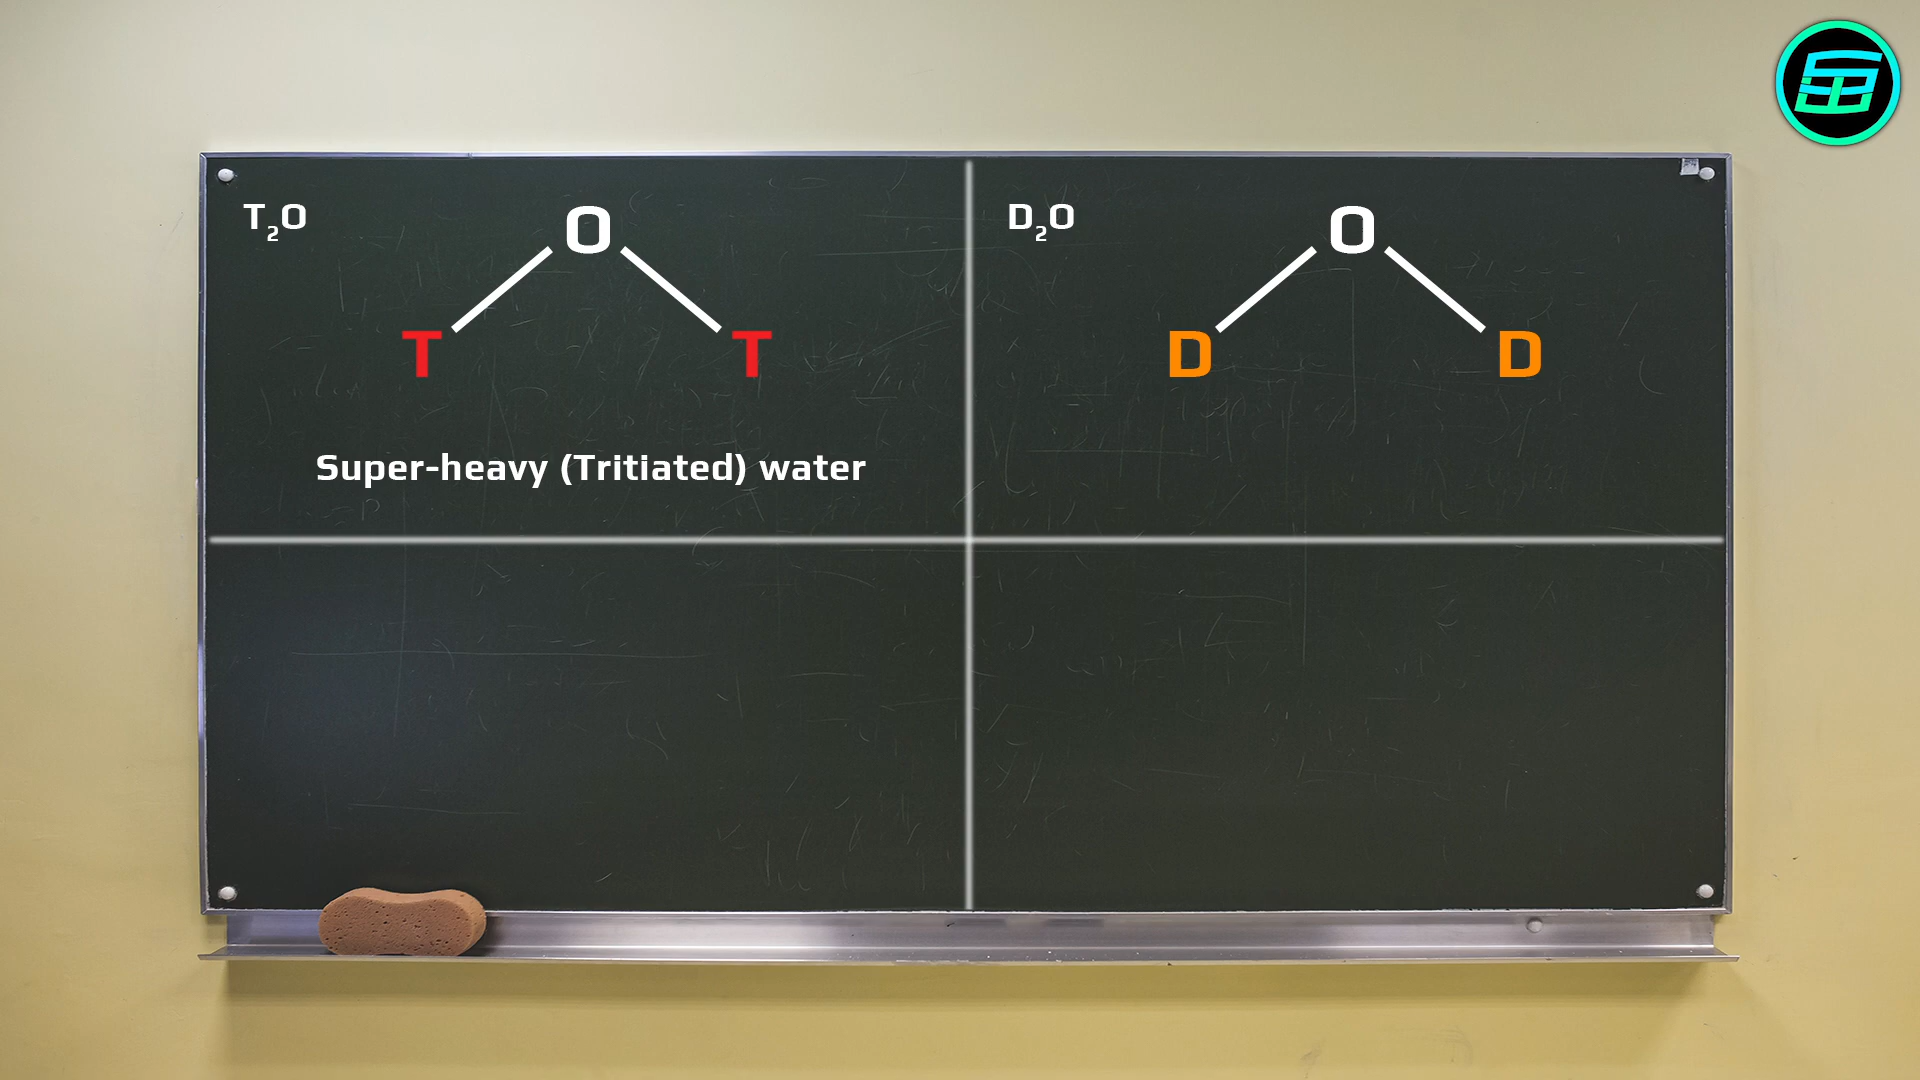 T₂O
O
T T
Super-heavy (Tritiated) water
D₂O
O
D D